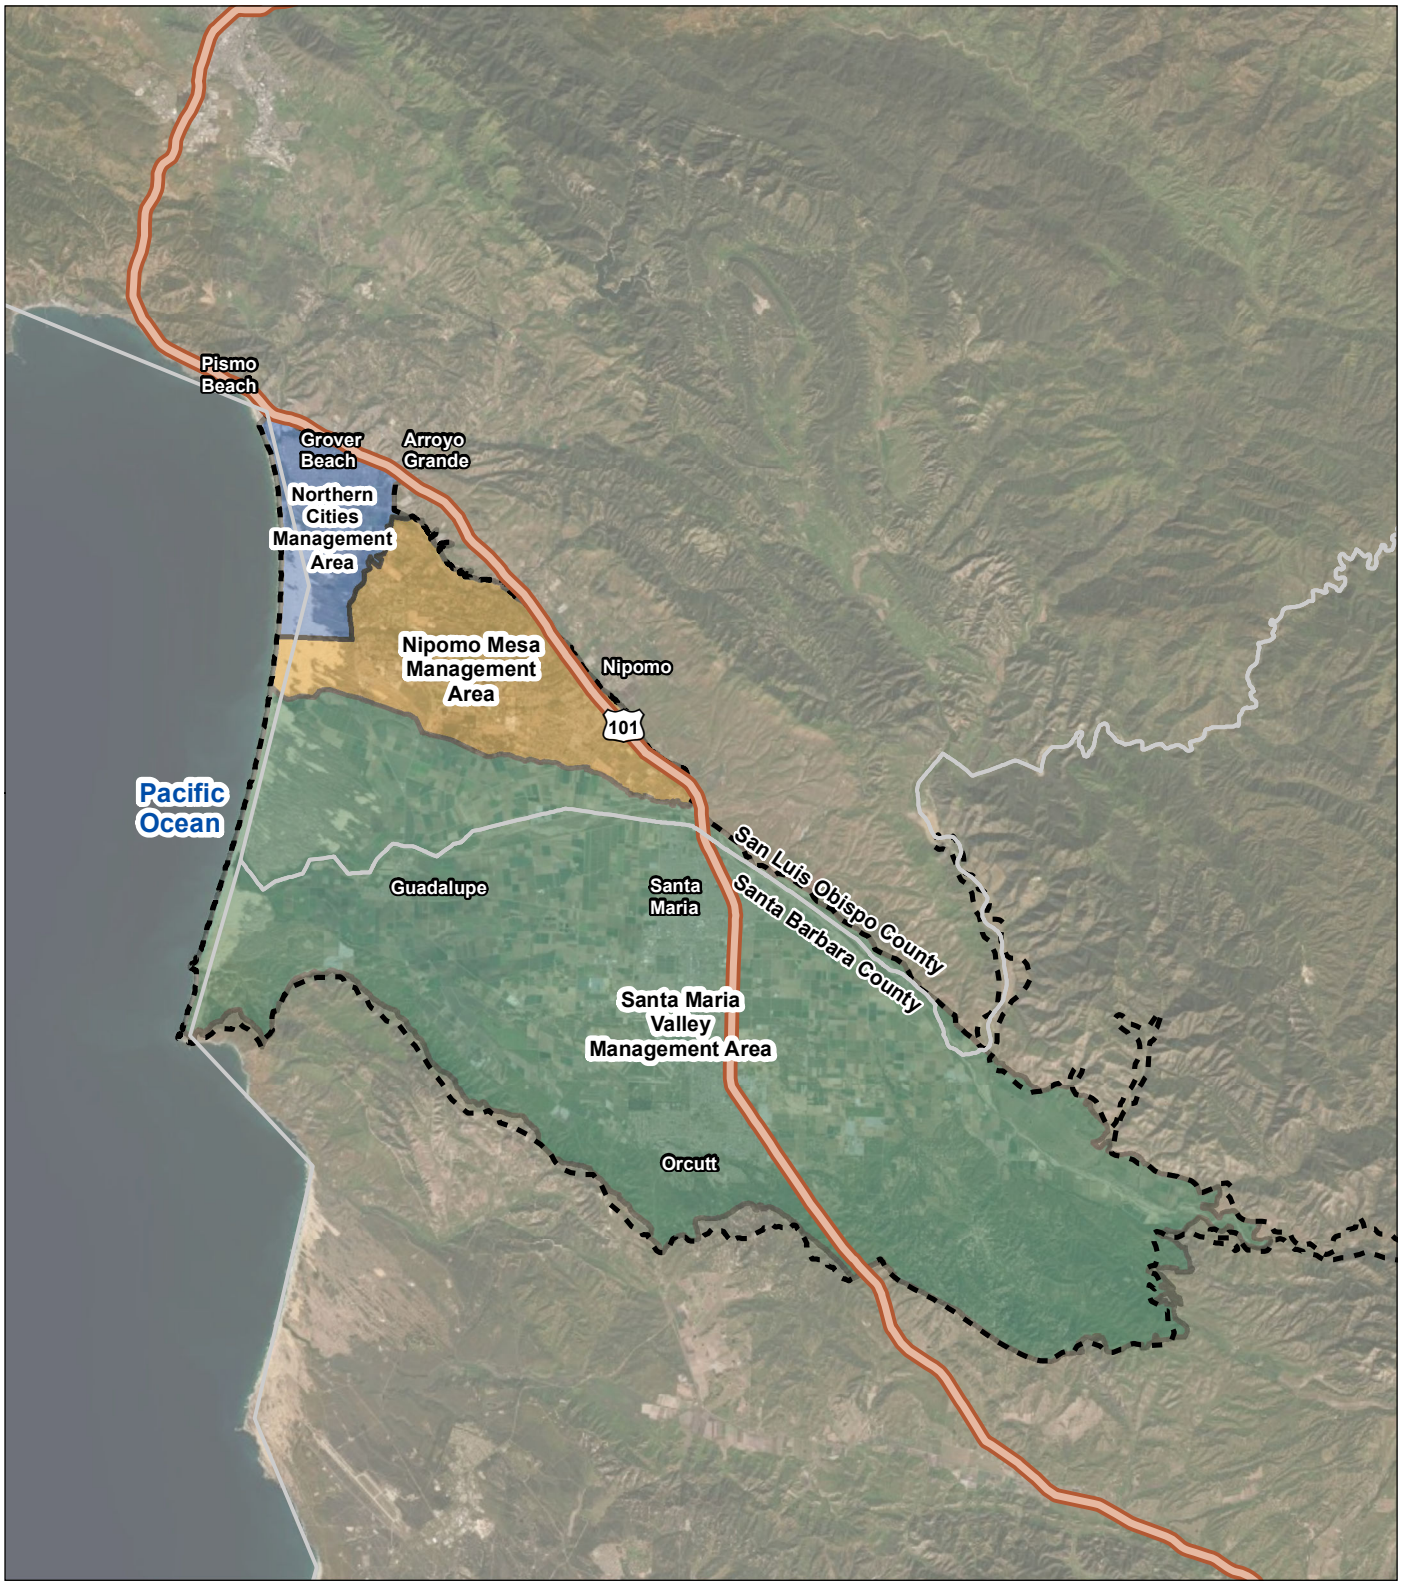 Pismo
Beach
Grover
Beach
Arroyo
Grande
Northern
Cities
Management
Area
Nipomo Mesa
Management
Area
Nipomo
101
Pacific
Ocean
San Luis Obispo County
Santa Barbara County
Guadalupe
Santa
Maria
Santa Maria
Valley
Management Area
Orcutt